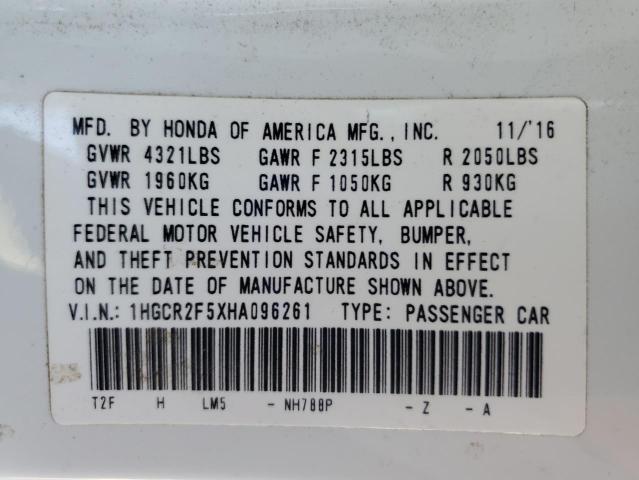 MFD. BY HONDA OF AMERICA MFG., INC. 11/'16
GVWR 4321LBS GAWR F 2315LBS R 2050LBS
GVWR 1960KG GAWR F 1050KG R 930KG
THIS VEHICLE CONFORMS TO ALL APPLICABLE
FEDERAL MOTOR VEHICLE SAFETY, BUMPER,
AND THEFT PREVENTION STANDARDS IN EFFECT
ON THE DATE OF MANUFACTURE SHOWN ABOVE.
V.I.N.: 1HGCR2F5XHA096261 TYPE: PASSENGER CAR
T2F H LM5 - NH788P - Z - A